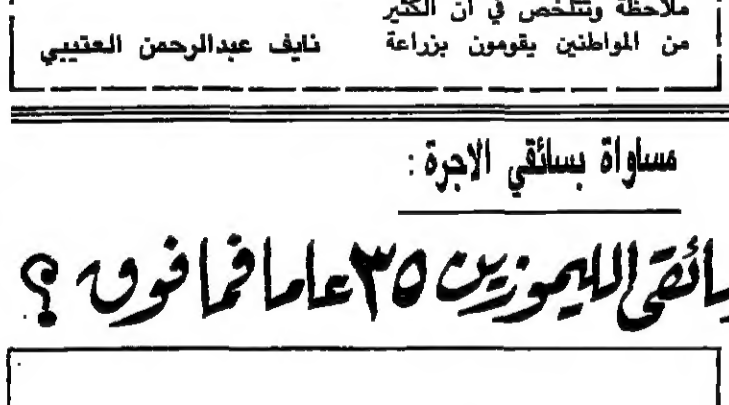 ملاحظة وتتلخص في ان الكثير
من المواطنين يقومون بزراعة
نايف عبدالرحمن العتيبي
مساواة بسائقي الاجرة :
الليموزين ٣٥ عاما فما فوق ؟